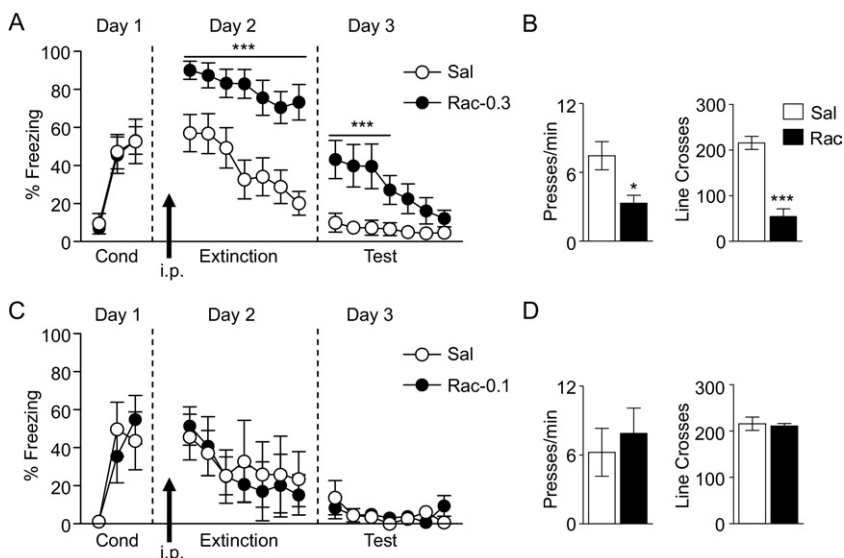 A
Day 1 Day 2 Day 3
% Freezing
100
80
60
40
20
0
***
***
Sal
Rac-0.3
Cond Extinction Test
i.p.
B
Presses/min
12
6
0
*
Line Crosses
300
200
100
0
***
Sal
Rac
C
Day 1 Day 2 Day 3
% Freezing
100
80
60
40
20
0
Sal
Rac-0.1
Cond Extinction Test
i.p.
D
Presses/min
12
6
0
Line Crosses
300
200
100
0